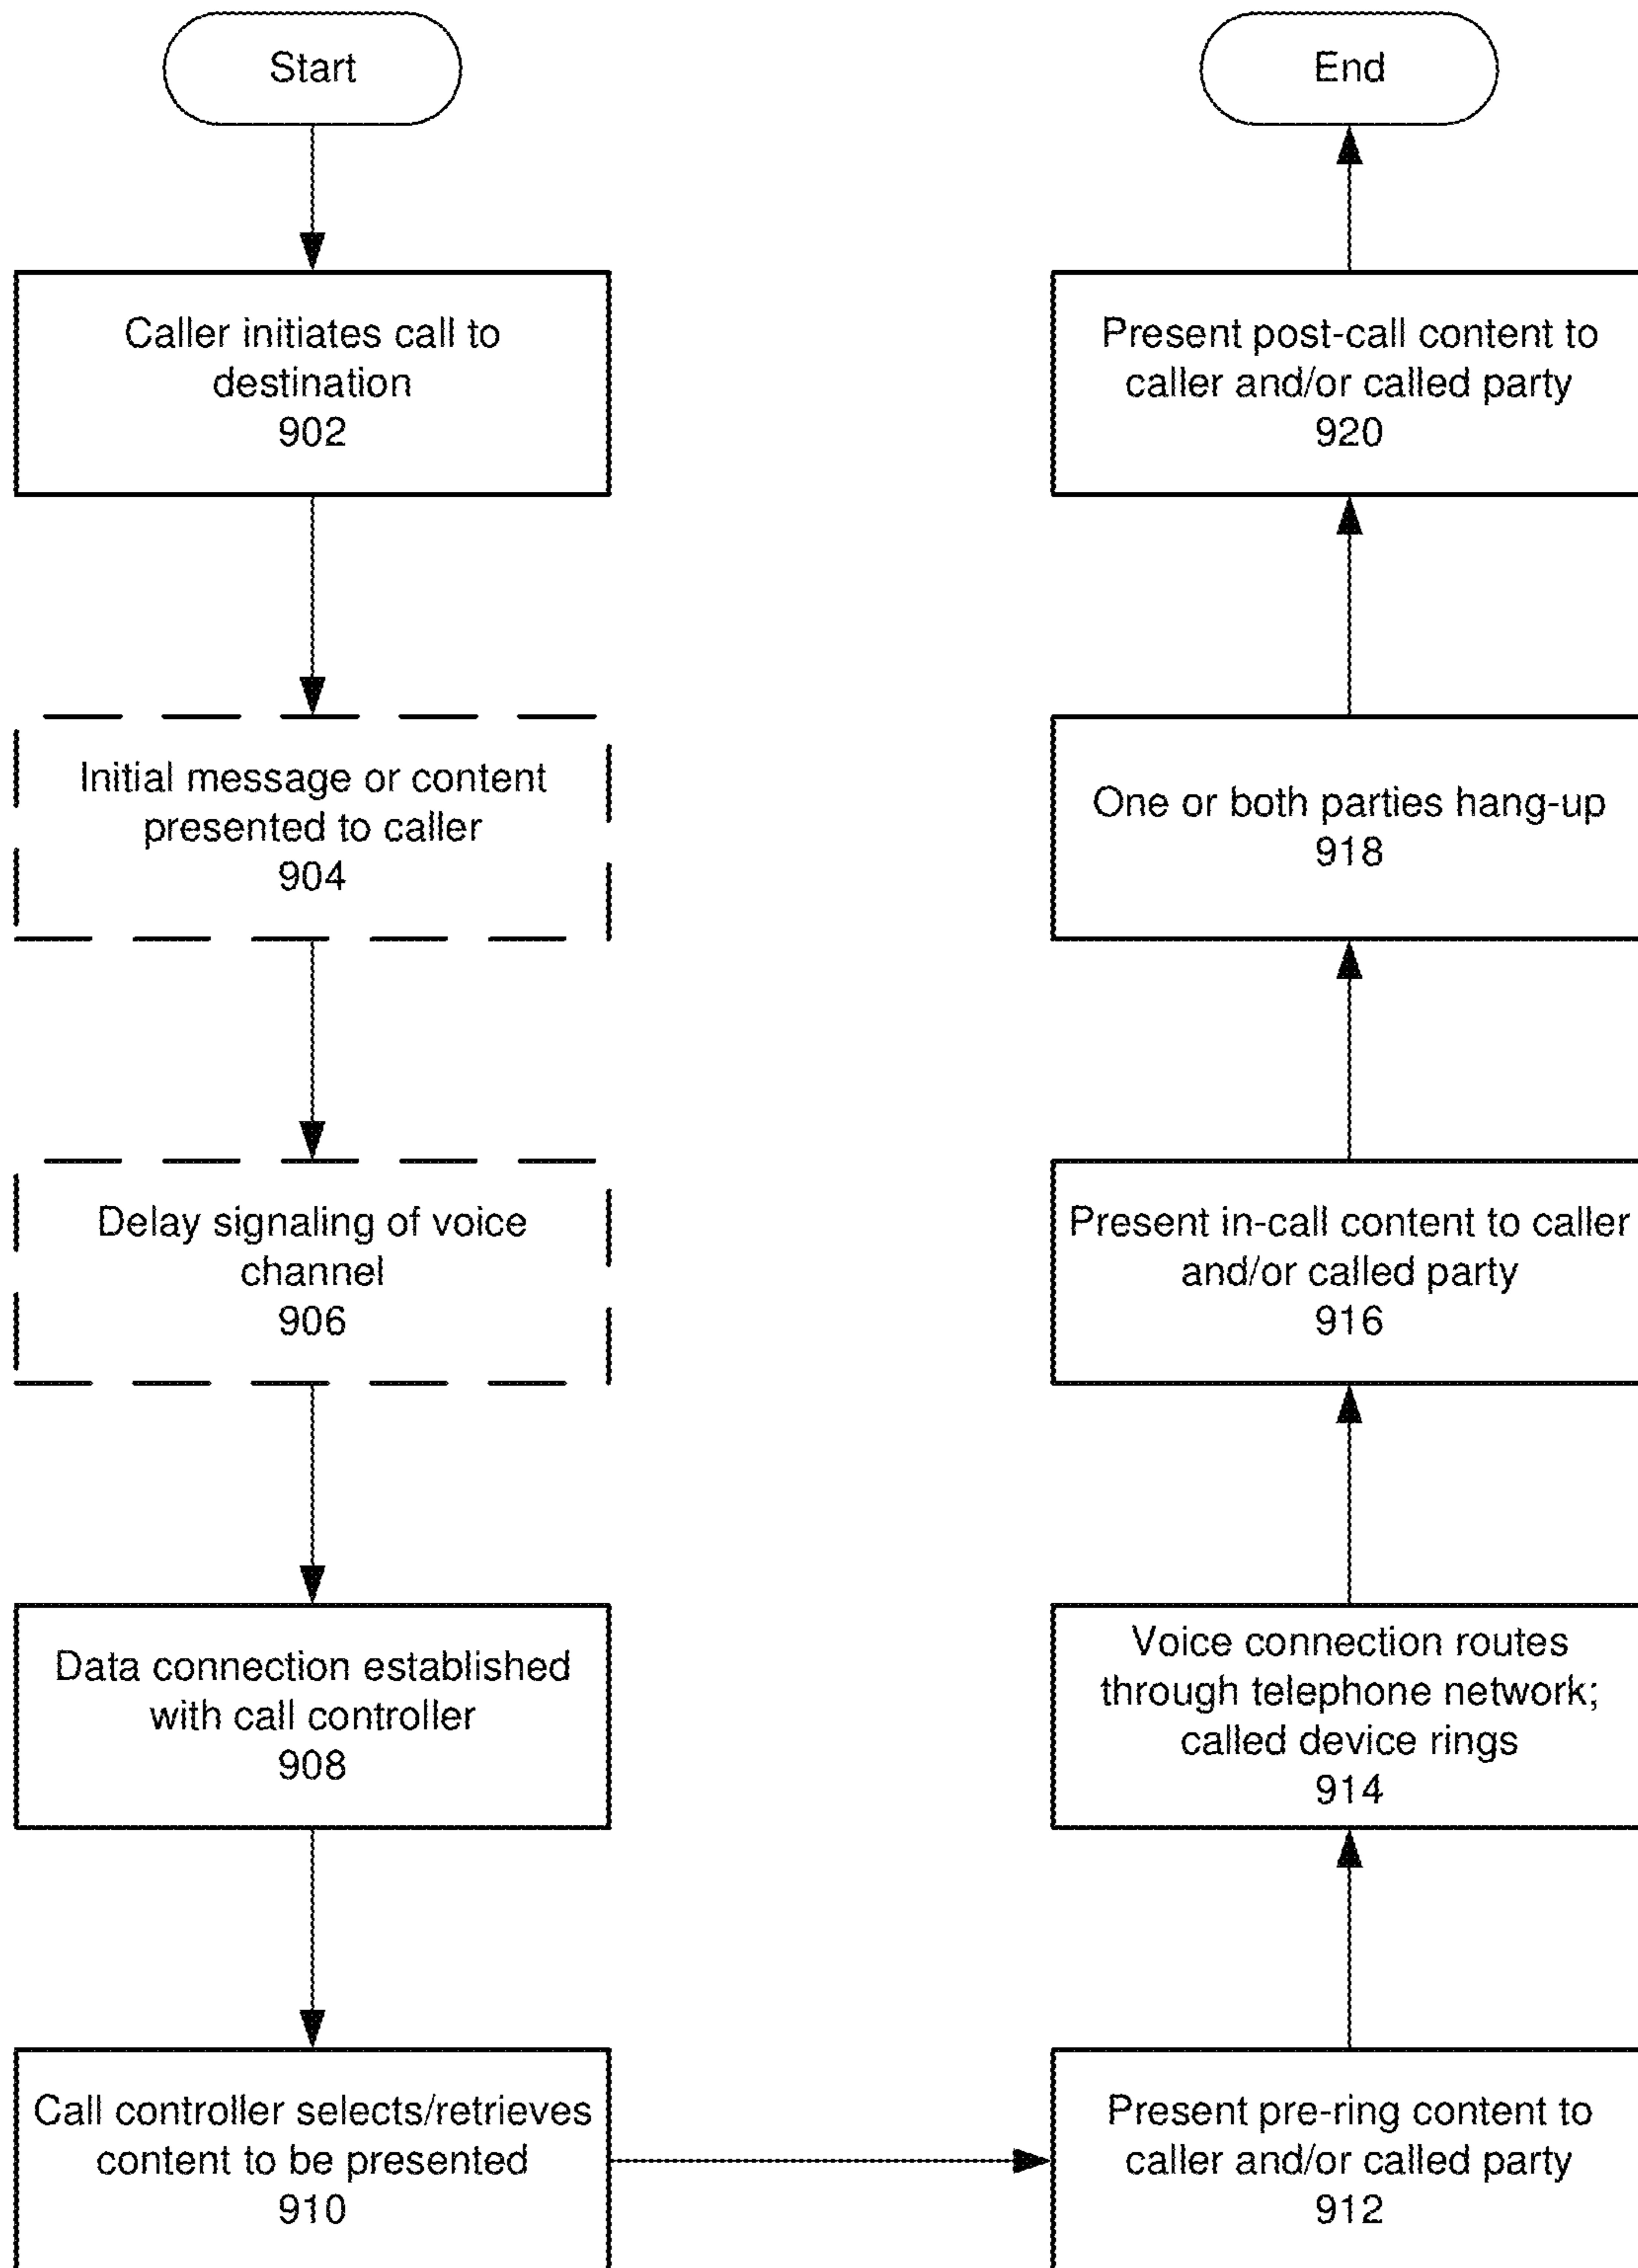 Start
Caller initiates call to
destination
902
Initial message or content
presented to caller
904
Delay signaling of voice
channel
906
Data connection established
with call controller
908
Call controller selects/retrieves
content to be presented
910
Present pre-ring content to
caller and/or called party
912
Voice connection routes
through telephone network;
called device rings
914
Present in-call content to caller
and/or called party
916
One or both parties hang-up
918
Present post-call content to
caller and/or called party
920
End